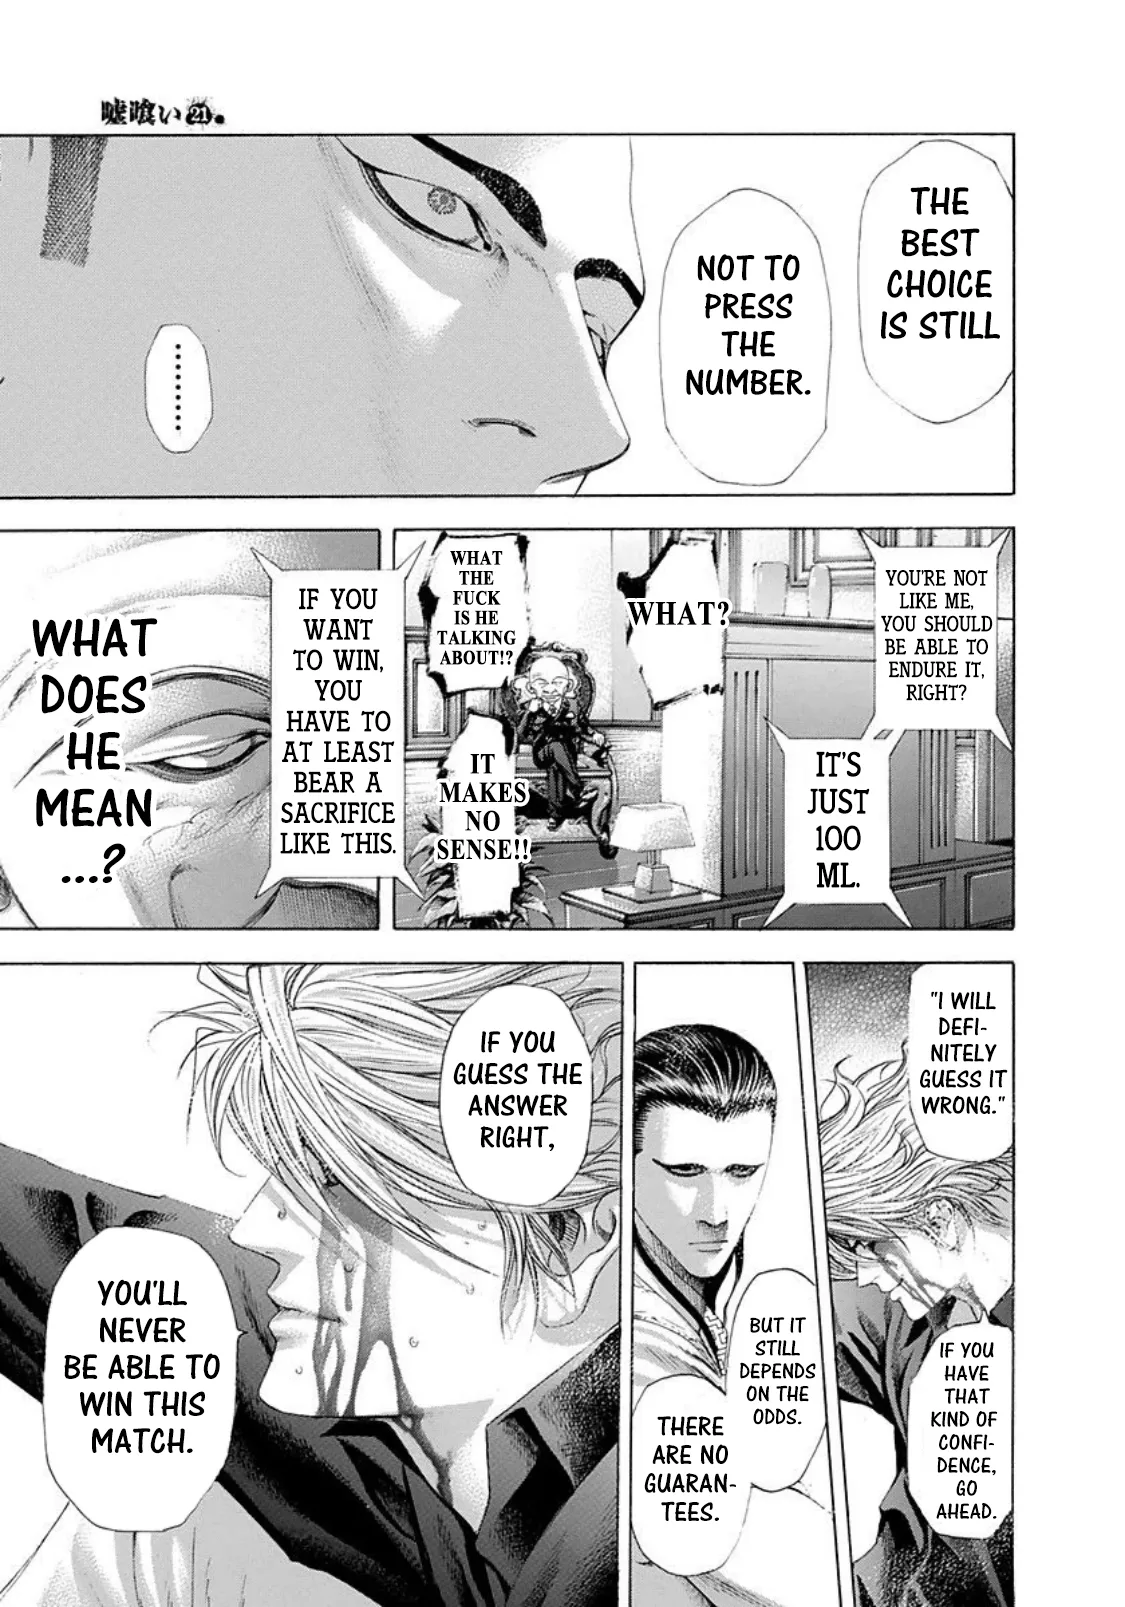 嘘喰い 21
THE
BEST
CHOICE
IS STILL
NOT TO
PRESS
THE
NUMBER.
.........
YOU'RE NOT
LIKE ME,
YOU SHOULD
BE ABLE TO
ENDURE IT,
RIGHT?
IT'S
JUST
100
ML.
WHAT?
WHAT
THE
FUCK
IS HE
TALKING
ABOUT!?
IT
MAKES
NO
SENSE!!
IF YOU
WANT
TO WIN,
YOU
HAVE TO
AT LEAST
BEAR A
SACRIFICE
LIKE THIS.
WHAT
DOES
HE
MEAN
...?
"I WILL
DEFI-
NITELY
GUESS IT
WRONG."
IF YOU
HAVE
THAT
KIND OF
CONFI-
DENCE,
GO
AHEAD.
BUT IT
STILL
DEPENDS
ON THE
ODDS.
THERE
ARE NO
GUARAN-
TEES.
IF YOU
GUESS THE
ANSWER
RIGHT,
YOU'LL
NEVER
BE ABLE TO
WIN THIS
MATCH.